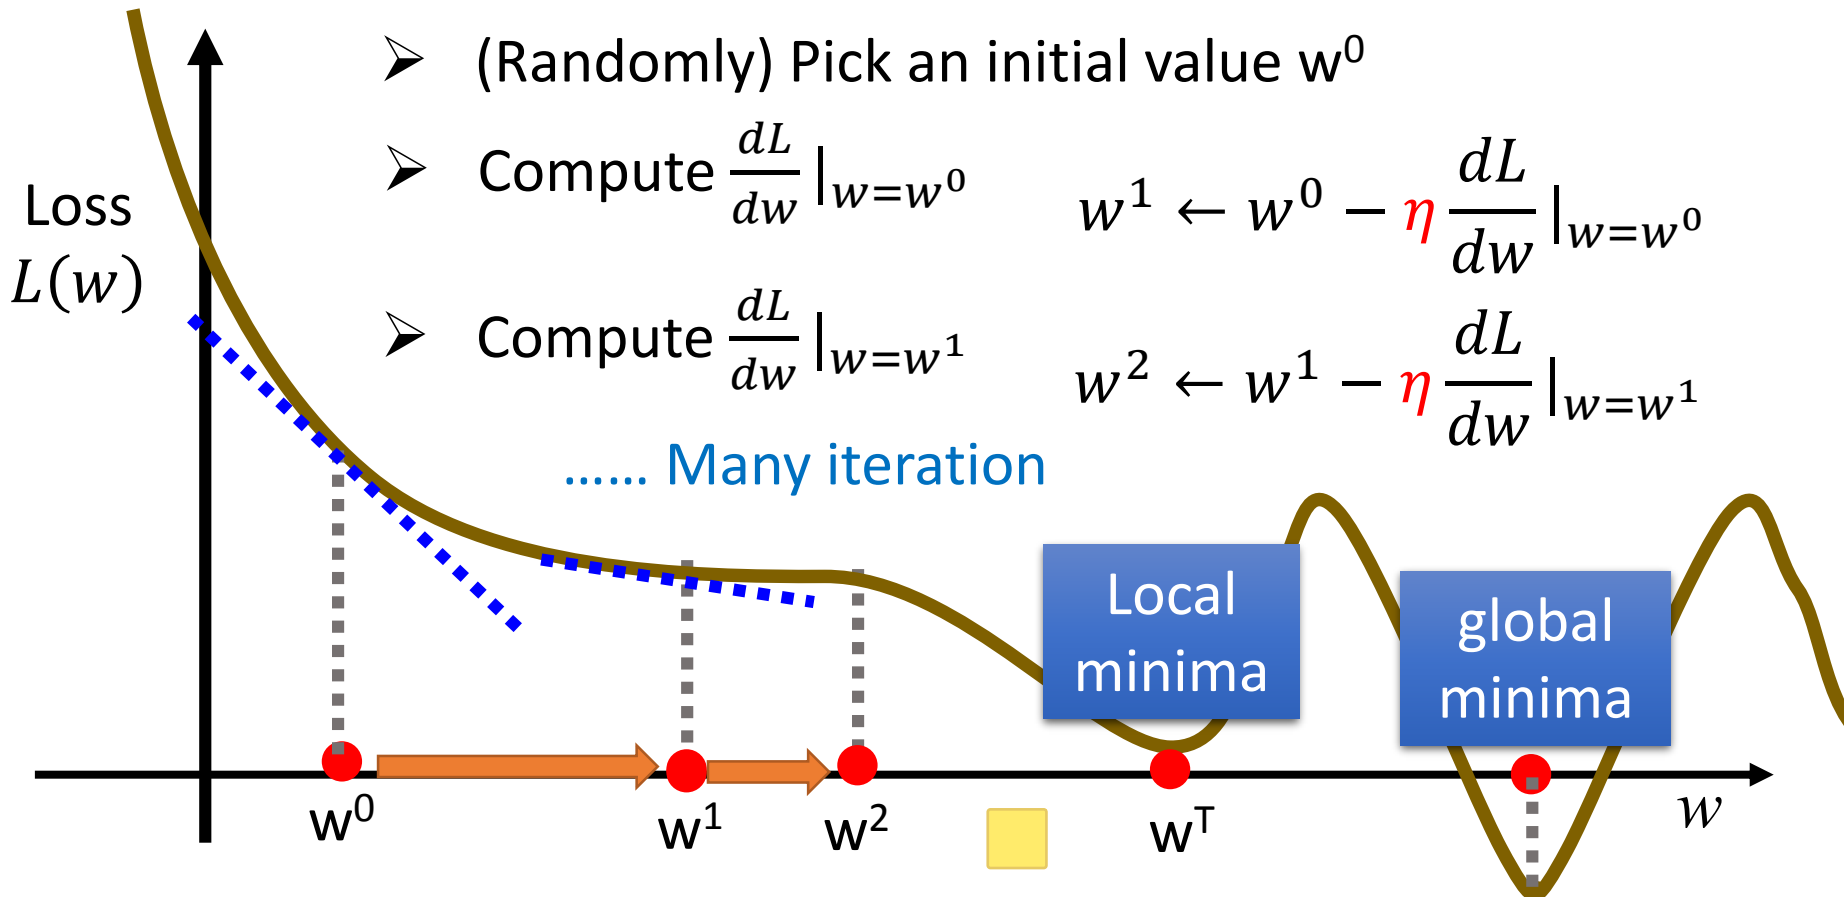 ➢ (Randomly) Pick an initial value w⁰
➢ Compute dL/dw |w=w⁰
w¹ ← w⁰ − η dL/dw |w=w⁰
Loss
L(w)
➢ Compute dL/dw |w=w¹
w² ← w¹ − η dL/dw |w=w¹
...... Many iteration
Local
minima
global
minima
w⁰
w¹
w²
wᵀ
w